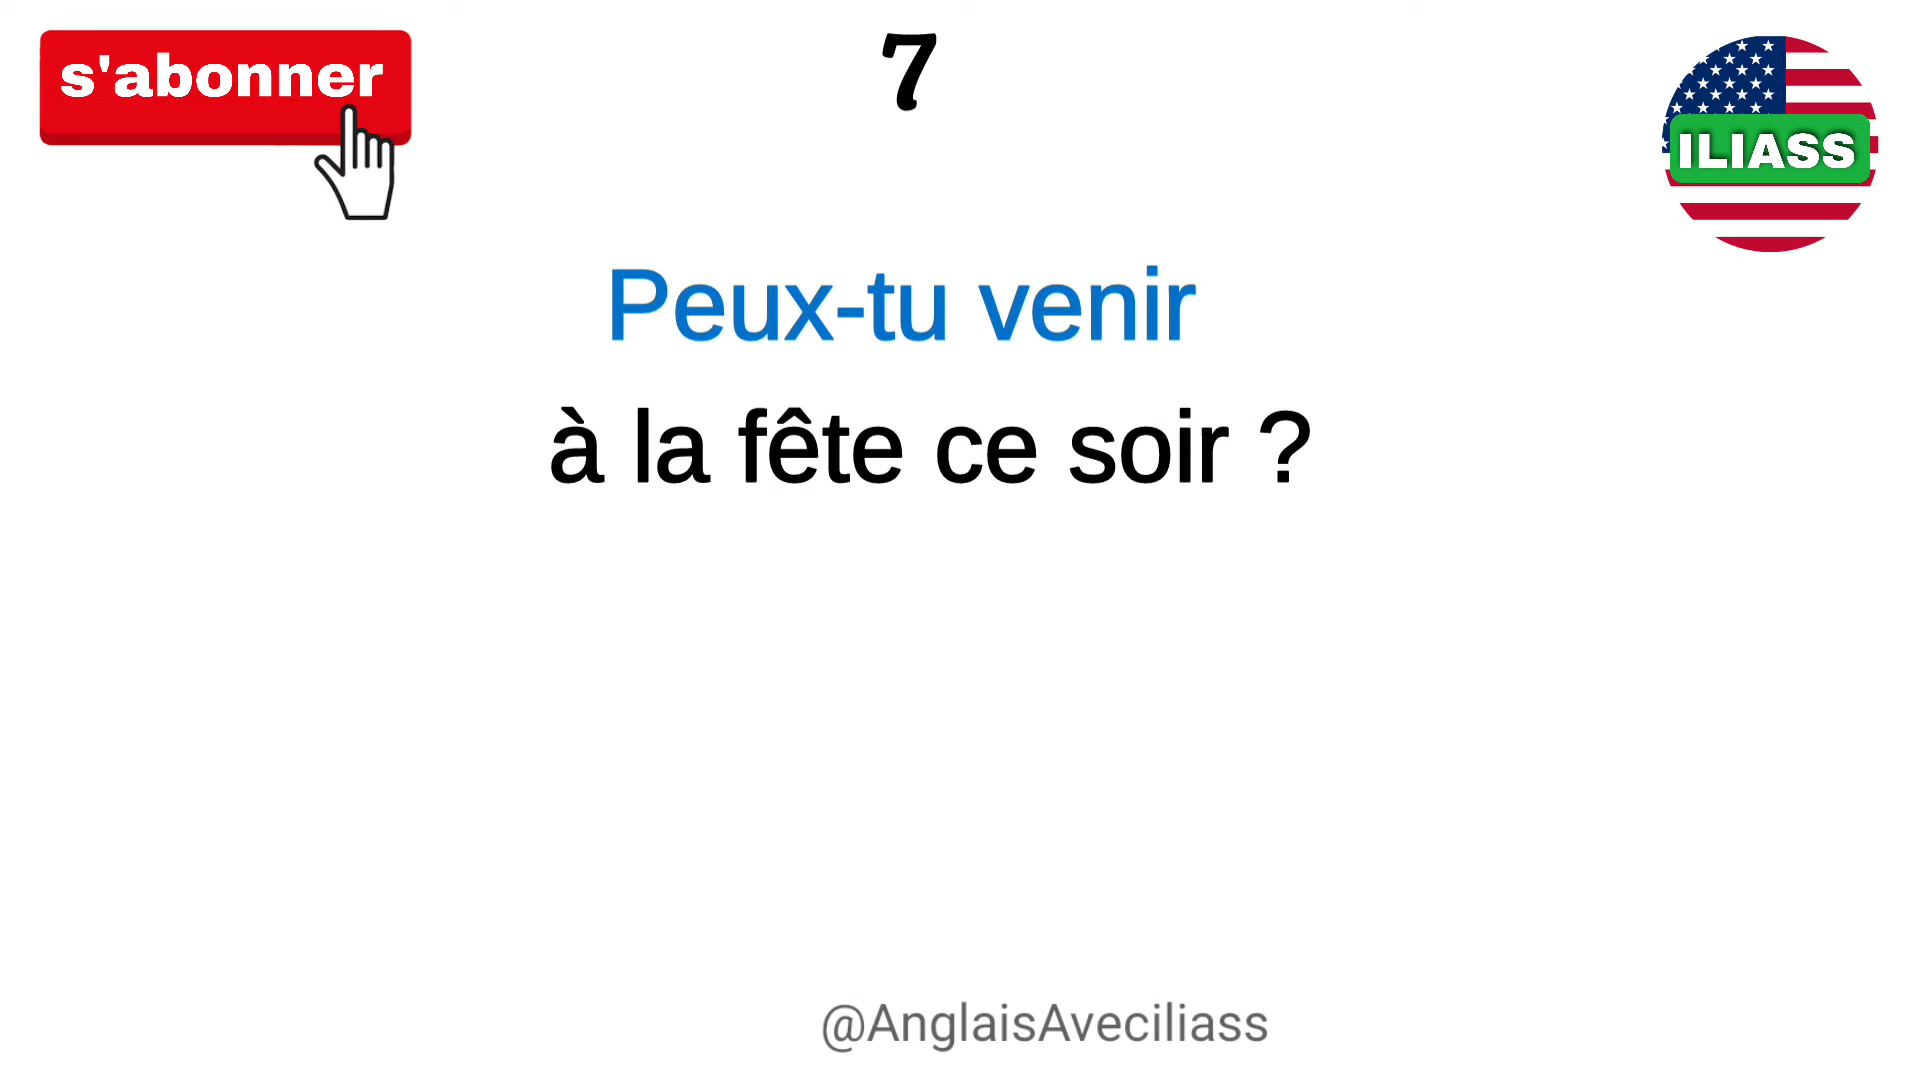 s'abonner
7
ILIASS
Peux-tu venir
à la fête ce soir ?
@AnglaisAveciliass